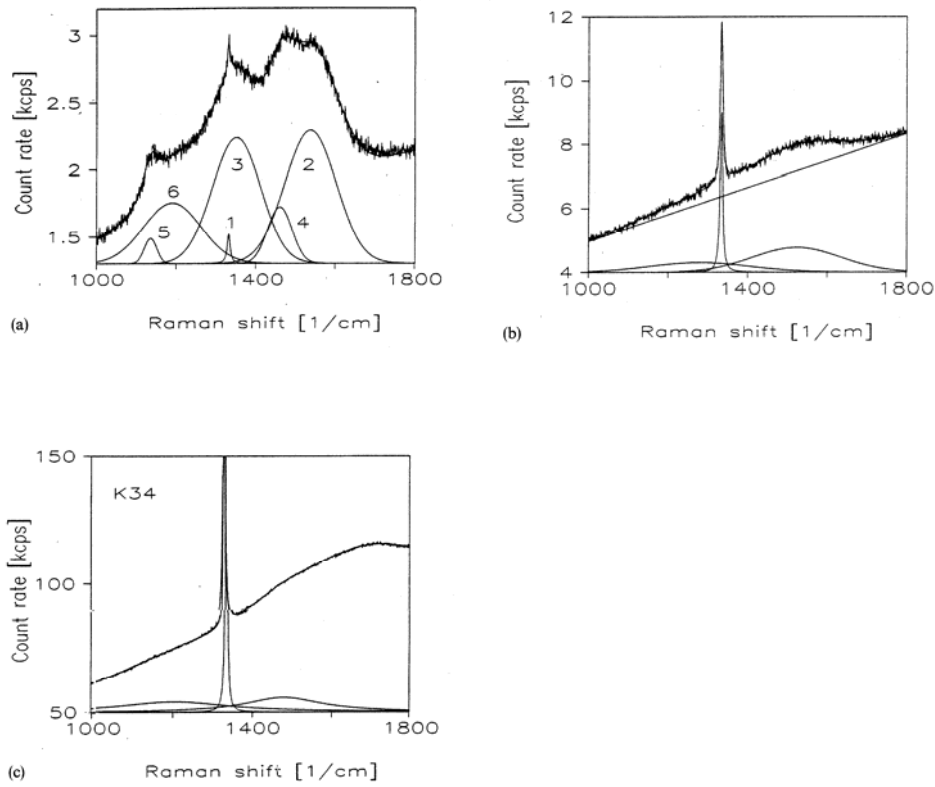 3
2.5
2
1.5
Count rate [kcps]
6
5
3
1
2
4
1000
1400
1800
(a)
Raman shift [1/cm]
12
10
8
6
4
Count rate [kcps]
1000
1400
1800
(b)
Raman shift [1/cm]
150
100
50
Count rate [kcps]
K34
1000
1400
1800
(c)
Raman shift [1/cm]